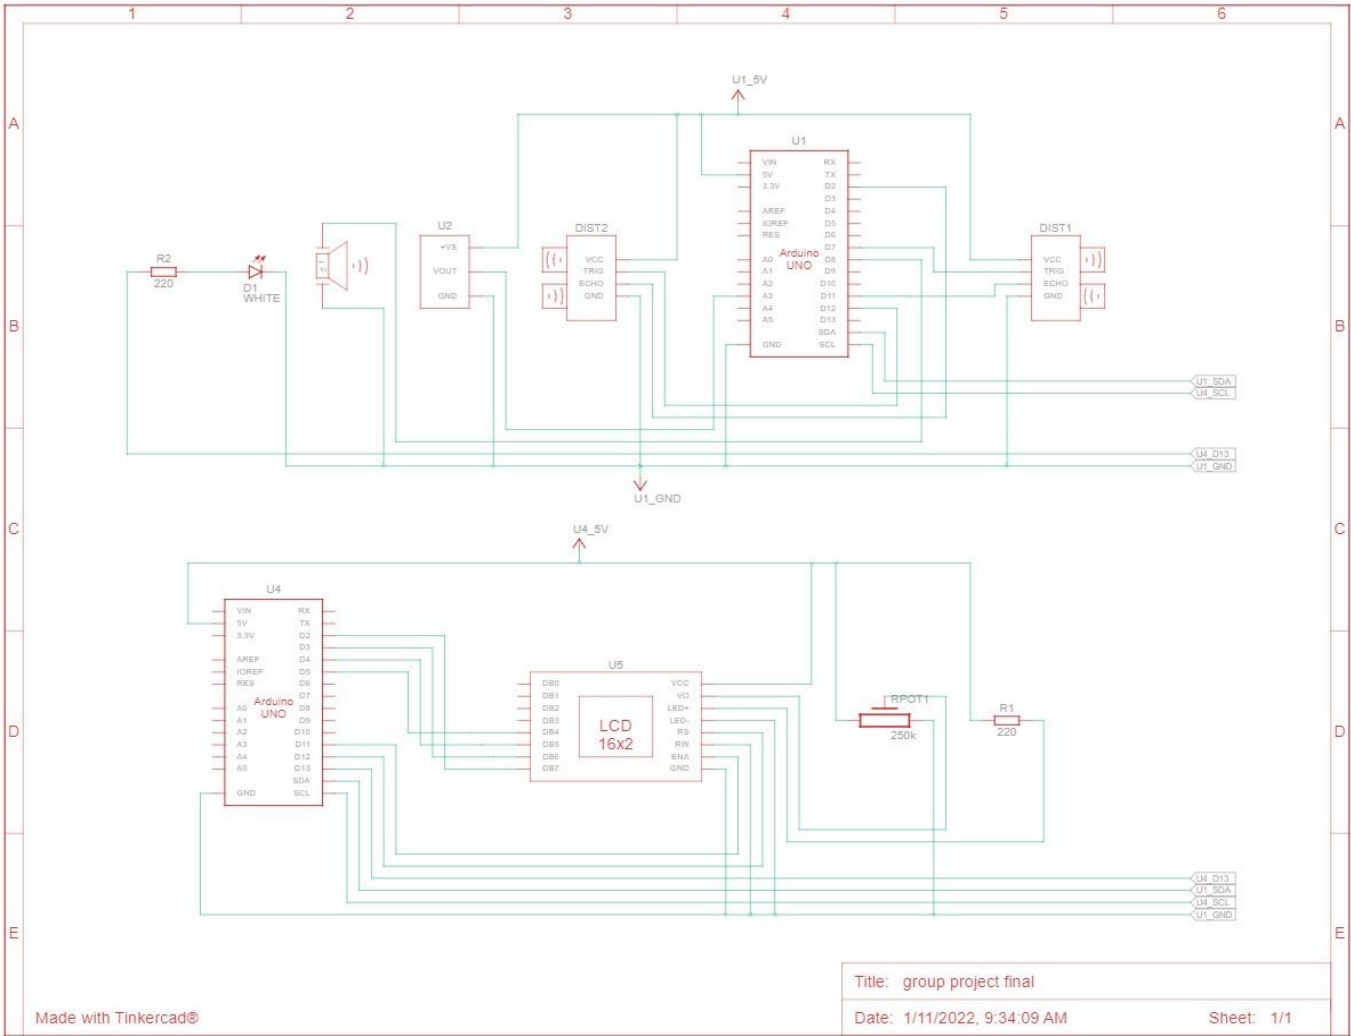 1 2 3 4 5 6
A A
B B
C C
D D
E E
U1_5V
U1
VIN RX
5V TX
3.3V D2
D3
AREF D4
IOREF D5
RES D6
D7
A0 D8
A1 D9
A2 D10
A3 D11
A4 D12
A5 D13
SDA
GND SCL
Arduino
UNO
R2
220
D1
WHITE
U2
+VS
VOUT
GND
DIST2
VCC
TRIG
ECHO
GND
DIST1
VCC
TRIG
ECHO
GND
U1_SDA
U4_SCL
U4_D13
U1_GND
U1_GND
U4_5V
U4
VIN RX
5V TX
3.3V D2
D3
AREF D4
IOREF D5
RES D6
D7
A0 D8
A1 D9
A2 D10
A3 D11
A4 D12
A5 D13
SDA
GND SCL
Arduino
UNO
U5
DB0 VCC
DB1 VO
DB2 LED+
DB3 LED-
DB4 RS
DB5 RW
DB6 ENA
DB7 GND
LCD
16x2
RPOT1
250k
R1
220
U4_D13
U1_SDA
U4_SCL
U1_GND
Made with Tinkercad®
Title: group project final
Date: 1/11/2022, 9:34:09 AM Sheet: 1/1